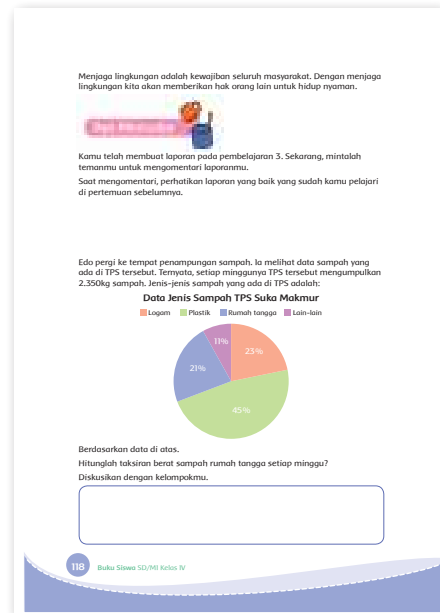 Menjaga lingkungan adalah kewajiban seluruh masyarakat. Dengan menjaga
lingkungan kita akan memberikan hak orang lain untuk hidup nyaman.
Kamu telah membuat laporan pada pembelajaran 3. Sekarang, mintalah
temanmu untuk mengomentari laporanmu.
Saat mengomentari, perhatikan laporan yang baik yang sudah kamu pelajari
di pertemuan sebelumnya.
Edo pergi ke tempat penampungan sampah. Ia melihat data sampah yang
ada di TPS tersebut. Ternyata, setiap minggunya TPS tersebut mengumpulkan
2.350kg sampah. Jenis-jenis sampah yang ada di TPS adalah:
Data Jenis Sampah TPS Suka Makmur
Logam Plastik Rumah tangga Lain-lain
11%
23%
21%
45%
Berdasarkan data di atas.
Hitunglah taksiran berat sampah rumah tangga setiap minggu?
Diskusikan dengan kelompokmu.
118 Buku Siswa SD/MI Kelas IV